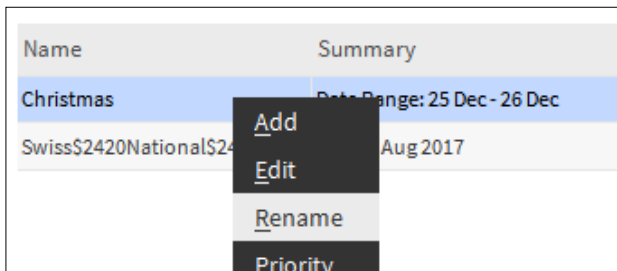 Name Summary
Christmas Date Range: 25 Dec - 26 Dec
Add
Swiss$2420National$24 Aug 2017
Edit
Rename
Priority